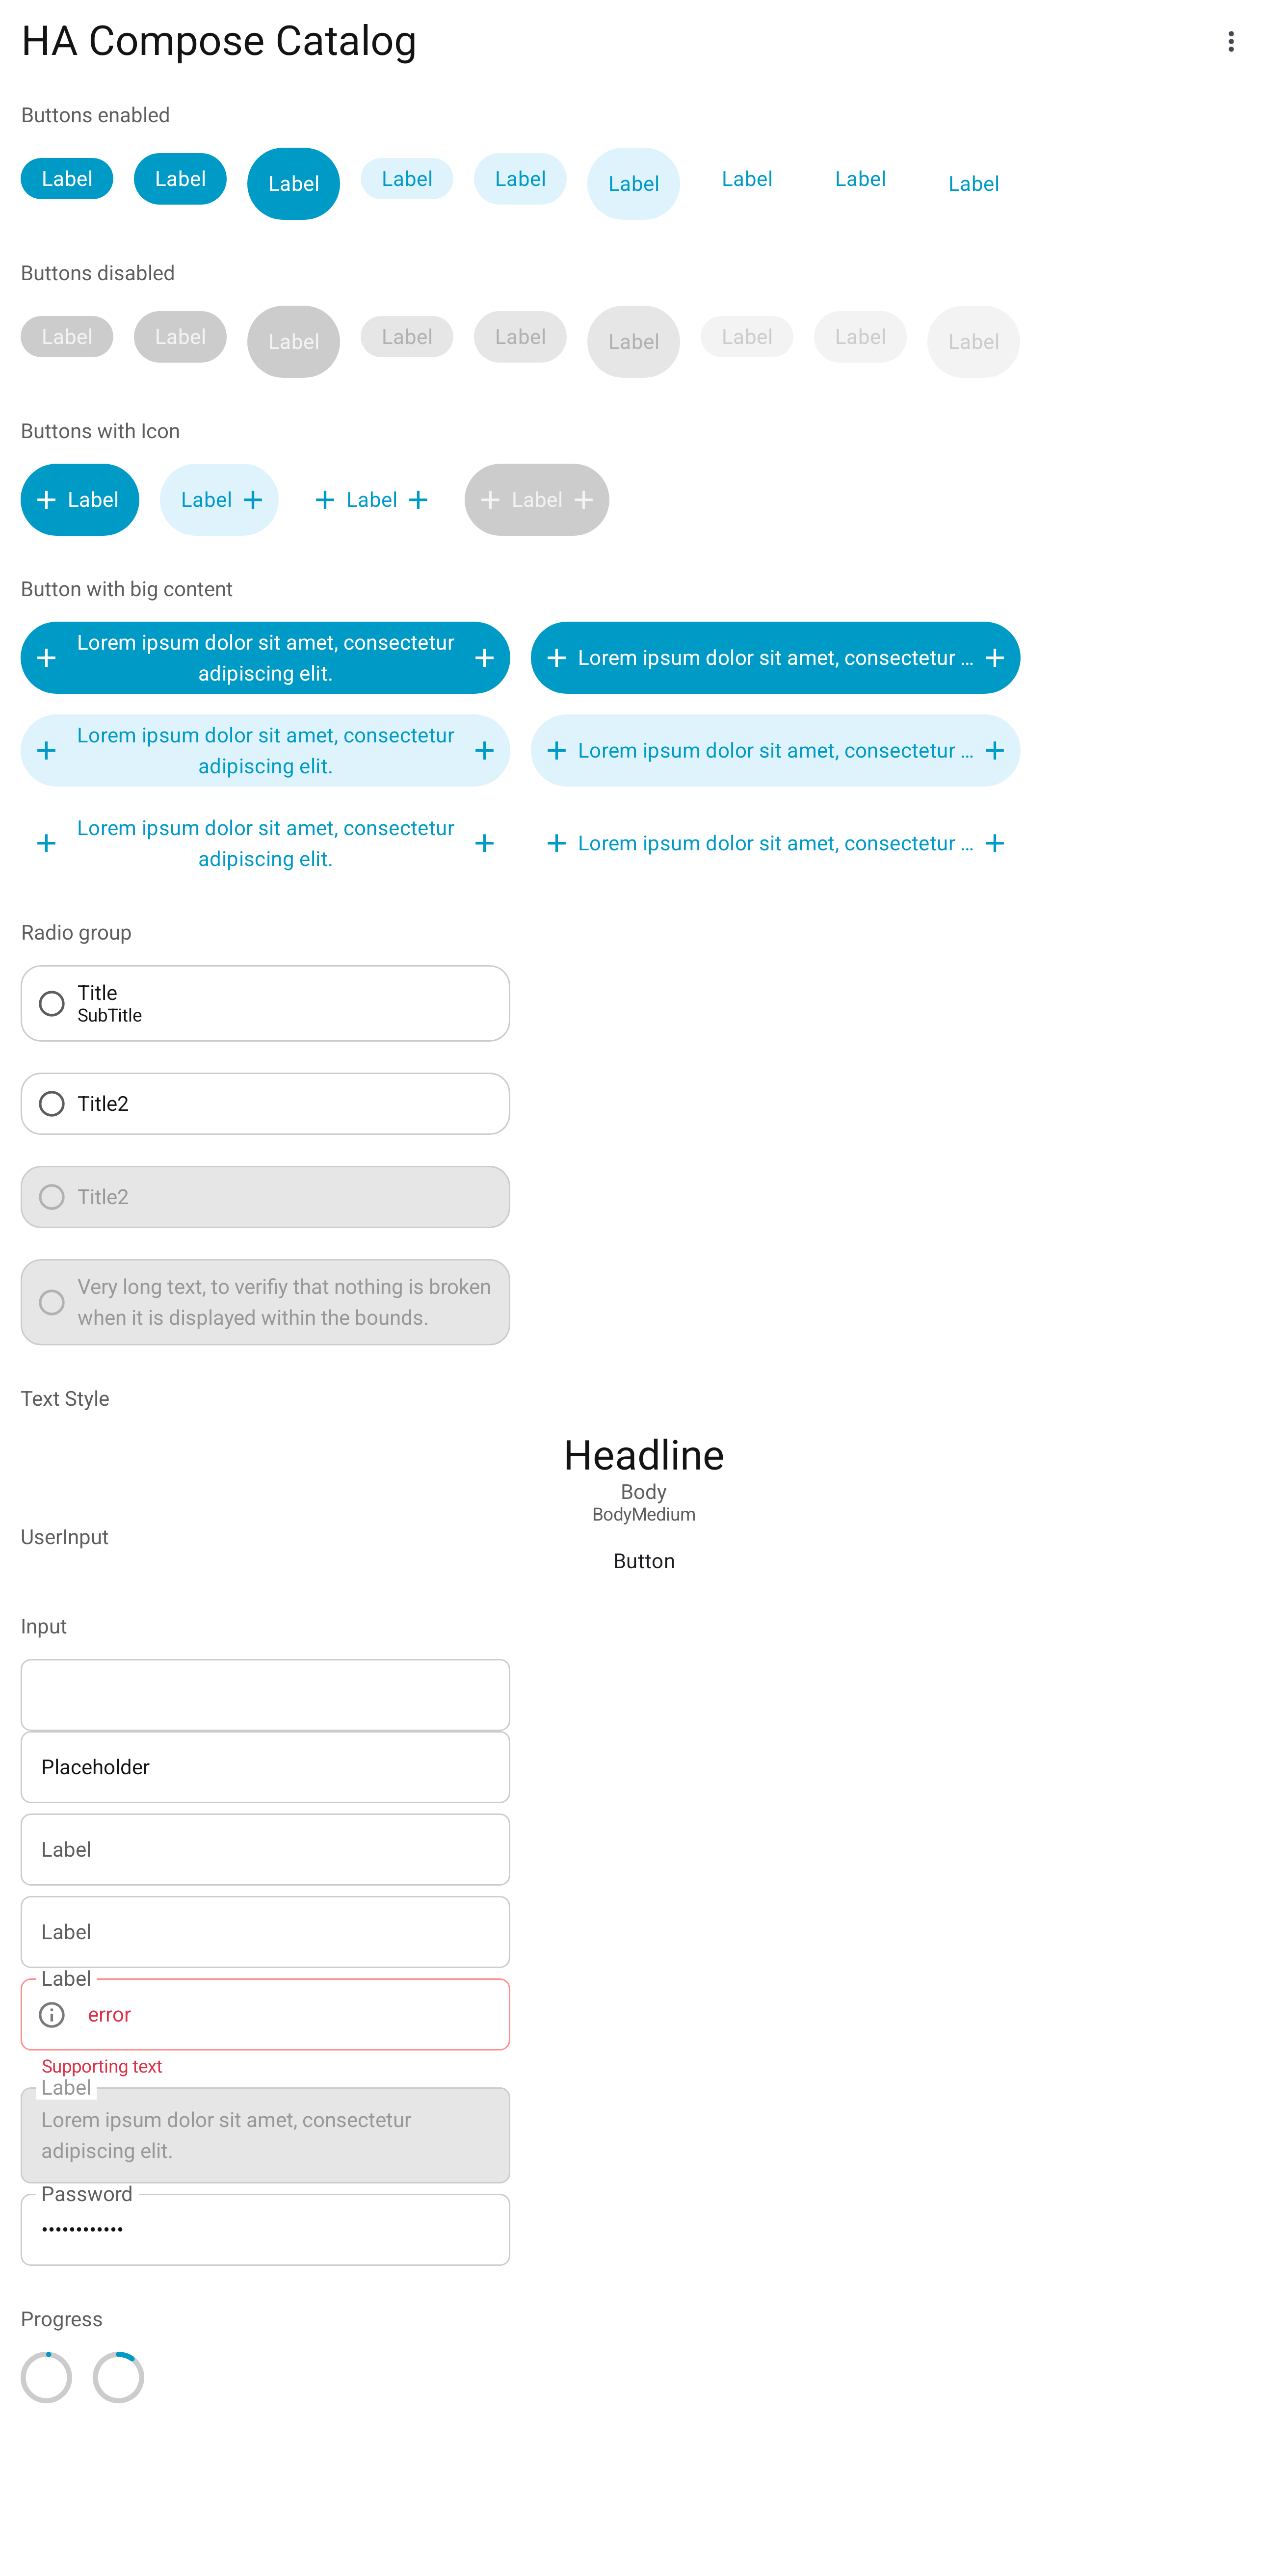 HA Compose Catalog
Buttons enabled
Label Label Label Label Label Label Label Label Label
Buttons disabled
Label Label Label Label Label Label Label Label Label
Buttons with Icon
Label Label Label Label
Button with big content
Lorem ipsum dolor sit amet, consectetur
adipiscing elit.
Lorem ipsum dolor sit amet, consectetur ...
Lorem ipsum dolor sit amet, consectetur
adipiscing elit.
Lorem ipsum dolor sit amet, consectetur ...
Lorem ipsum dolor sit amet, consectetur
adipiscing elit.
Lorem ipsum dolor sit amet, consectetur ...
Radio group
Title
SubTitle
Title2
Title2
Very long text, to verifiy that nothing is broken
when it is displayed within the bounds.
Text Style
Headline
Body
BodyMedium
UserInput
Button
Input
Placeholder
Label
Label
Label
error
Supporting text
Label
Lorem ipsum dolor sit amet, consectetur
adipiscing elit.
Password
••••••••••••
Progress